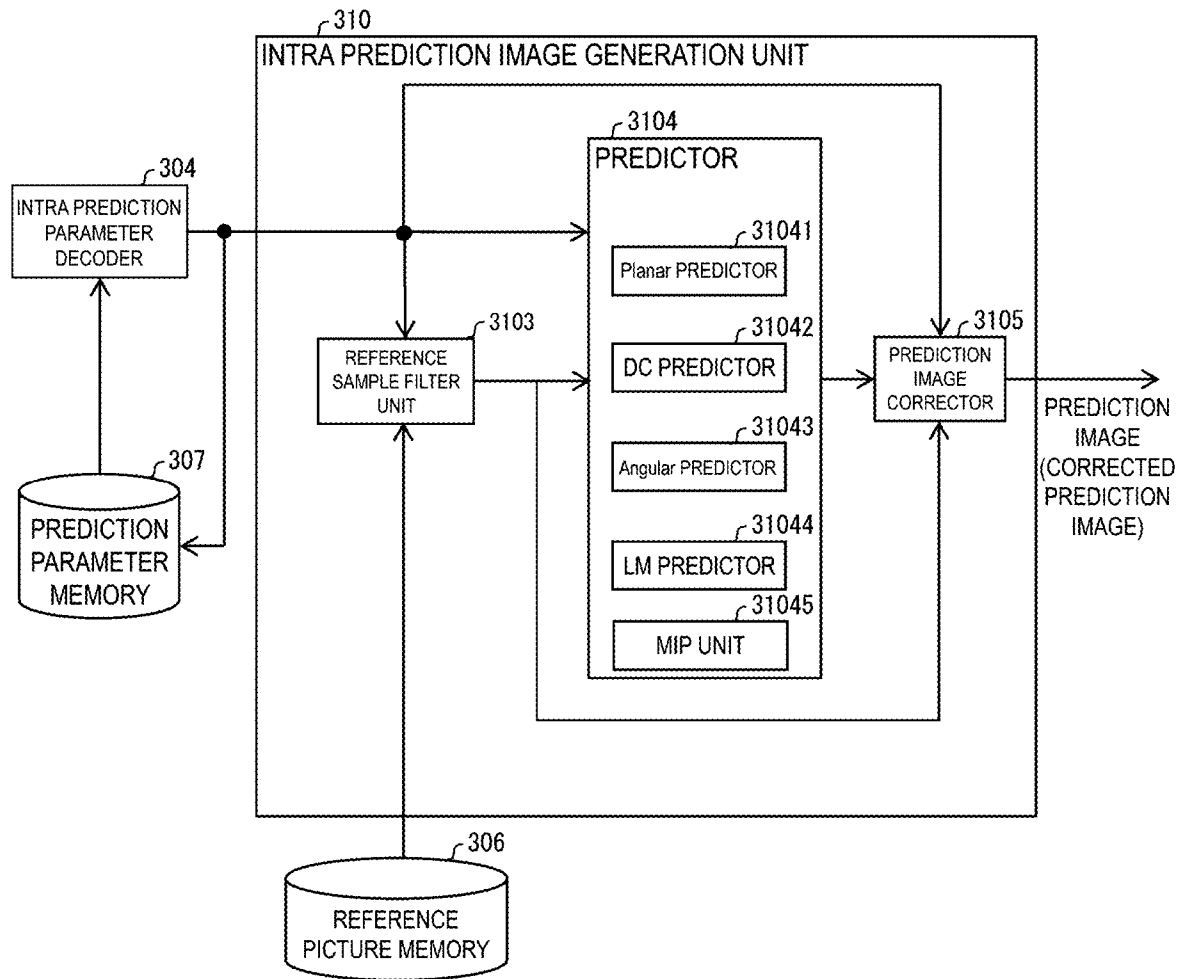 310
INTRA PREDICTION IMAGE GENERATION UNIT
3104
PREDICTOR
304
INTRA PREDICTION
PARAMETER
DECODER
31041
Planar PREDICTOR
3103
REFERENCE
SAMPLE FILTER
UNIT
31042
DC PREDICTOR
3105
PREDICTION
IMAGE
CORRECTOR
PREDICTION
IMAGE
(CORRECTED
PREDICTION
IMAGE)
31043
Angular PREDICTOR
307
PREDICTION
PARAMETER
MEMORY
31044
LM PREDICTOR
31045
MIP UNIT
306
REFERENCE
PICTURE MEMORY